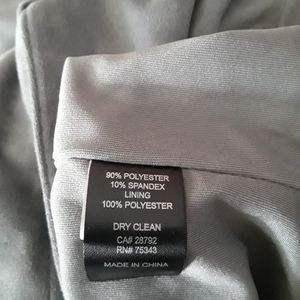 90% POLYESTER
10% SPANDEX
LINING
100% POLYESTER
DRY CLEAN
CA# 28792
RN# 75343
MADE IN CHINA